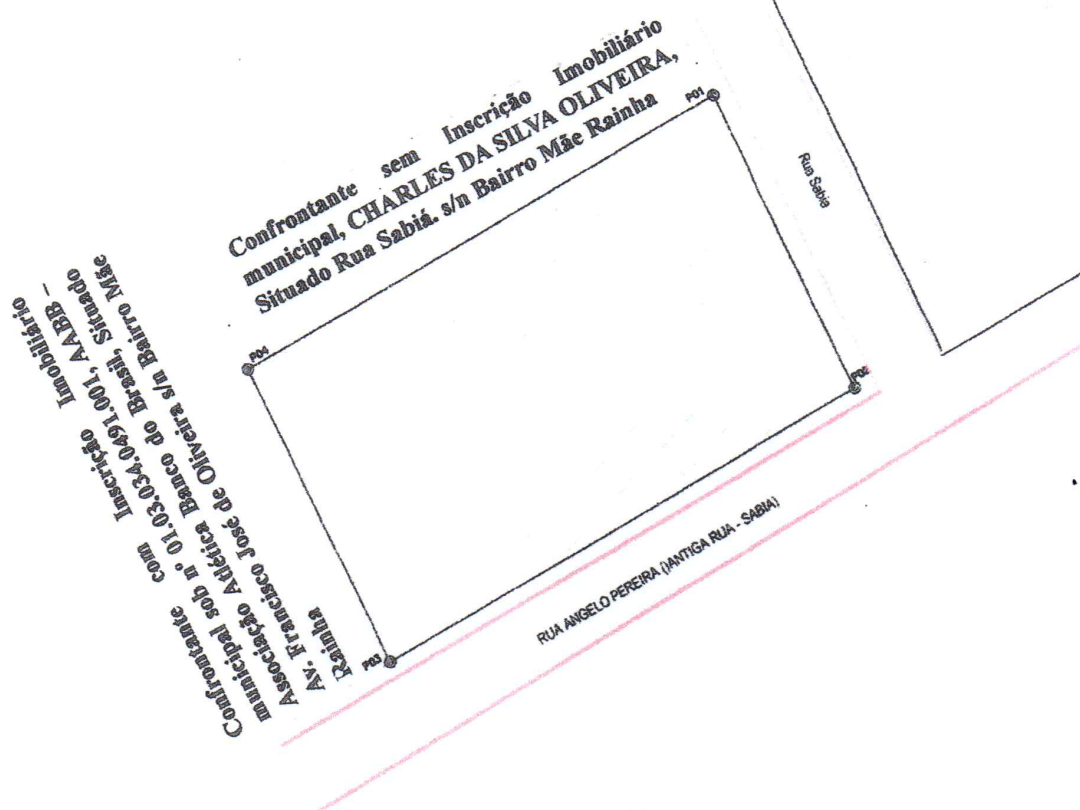 Confrontante sem Inscrição Imobiliário
municipal, CHARLES DA SILVA OLIVEIRA,
Situado Rua Sabiá. s/n Bairro Mãe Rainha
P01
Rua Sabia
P04
P02
Confrontante com Inscrição Imobiliário
municipal sob n° 01.03.034.0491.001, AABB –
Associação Atlética Banco do Brasil, Situado
Av. Francisco José de Oliveira s/n Bairro Mãe
Rainha
P03
RUA ANGELO PEREIRA ()ANTIGA RUA - SABIA)